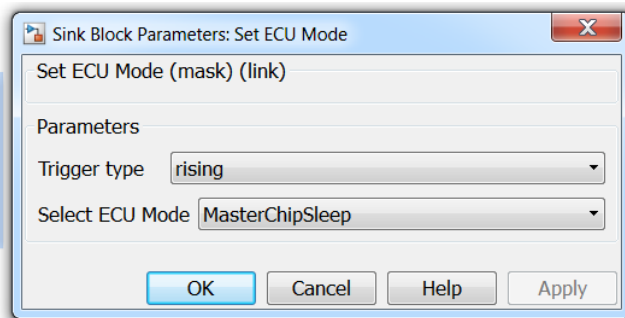 Sink Block Parameters: Set ECU Mode
Set ECU Mode (mask) (link)
Parameters
Trigger type rising
Select ECU Mode MasterChipSleep
OK Cancel Help Apply